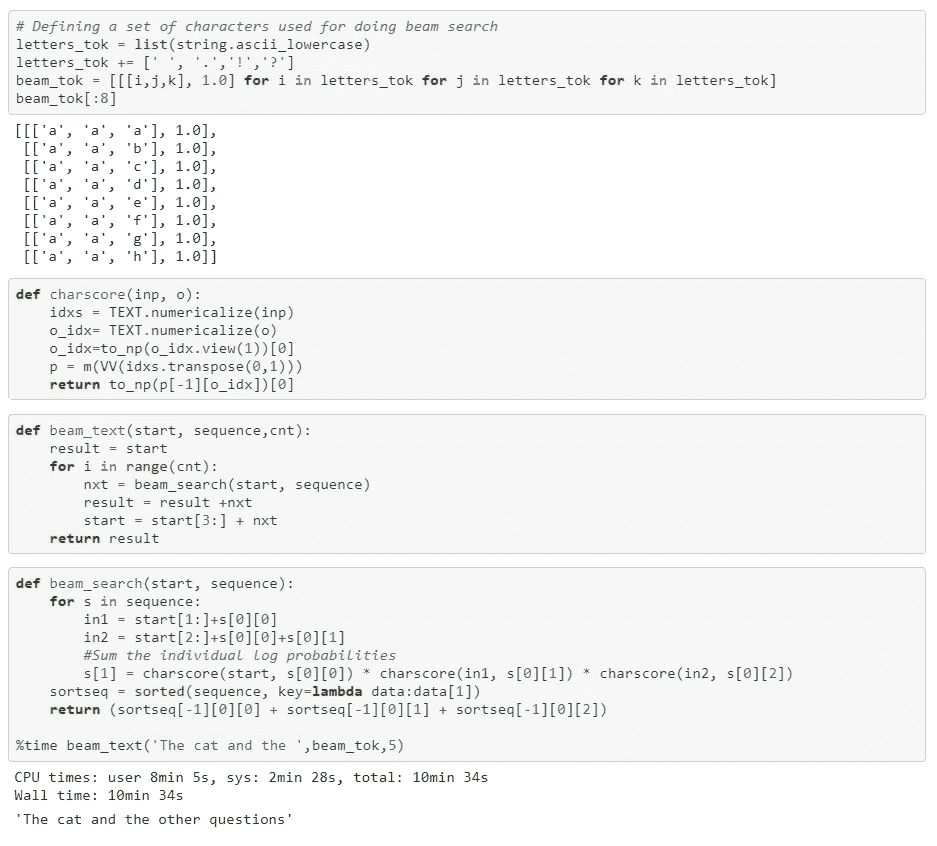 # Defining a set of characters used for doing beam search
letters_tok = list(string.ascii_lowercase)
letters_tok += [' ', '.','!','?']
beam_tok = [[[i,j,k], 1.0] for i in letters_tok for j in letters_tok for k in letters_tok]
beam_tok[:8]
[[['a', 'a', 'a'], 1.0],
 [['a', 'a', 'b'], 1.0],
 [['a', 'a', 'c'], 1.0],
 [['a', 'a', 'd'], 1.0],
 [['a', 'a', 'e'], 1.0],
 [['a', 'a', 'f'], 1.0],
 [['a', 'a', 'g'], 1.0],
 [['a', 'a', 'h'], 1.0]]
def charscore(inp, o):
    idxs = TEXT.numericalize(inp)
    o_idx= TEXT.numericalize(o)
    o_idx=to_np(o_idx.view(1))[0]
    p = m(VV(idxs.transpose(0,1)))
    return to_np(p[-1][o_idx])[0]
def beam_text(start, sequence,cnt):
    result = start
    for i in range(cnt):
        nxt = beam_search(start, sequence)
        result = result +nxt
        start = start[3:] + nxt
    return result
def beam_search(start, sequence):
    for s in sequence:
        in1 = start[1:]+s[0][0]
        in2 = start[2:]+s[0][0]+s[0][1]
        #Sum the individual log probabilities
        s[1] = charscore(start, s[0][0]) * charscore(in1, s[0][1]) * charscore(in2, s[0][2])
    sortseq = sorted(sequence, key=lambda data:data[1])
    return (sortseq[-1][0][0] + sortseq[-1][0][1] + sortseq[-1][0][2])
%time beam_text('The cat and the ',beam_tok,5)
CPU times: user 8min 5s, sys: 2min 28s, total: 10min 34s
Wall time: 10min 34s
'The cat and the other questions'